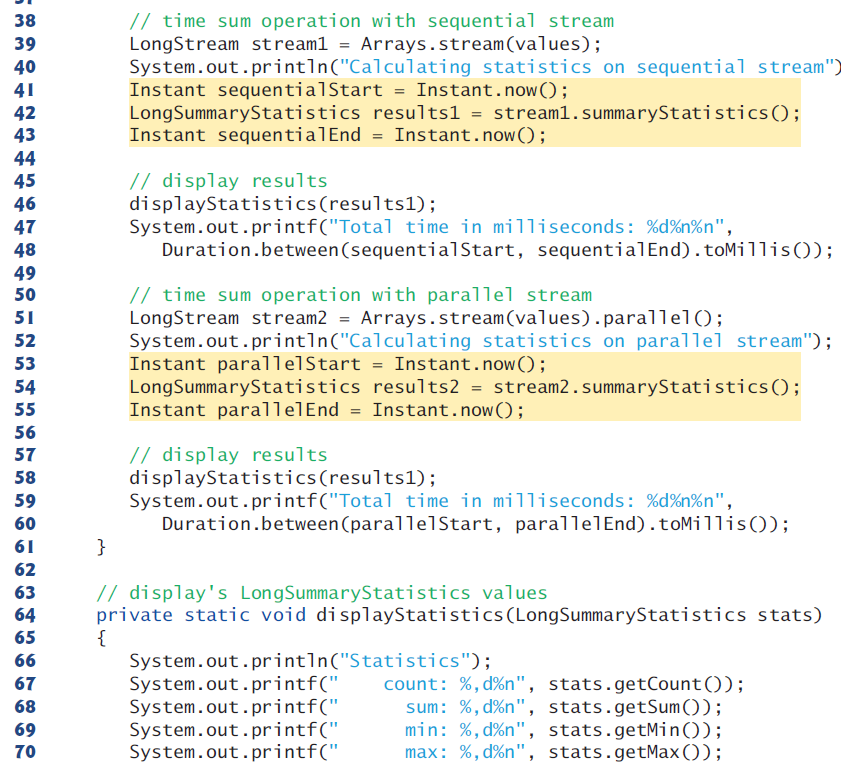 38 // time sum operation with sequential stream
39 LongStream stream1 = Arrays.stream(values);
40 System.out.println("Calculating statistics on sequential stream")
41 Instant sequentialStart = Instant.now();
42 LongSummaryStatistics results1 = stream1.summaryStatistics();
43 Instant sequentialEnd = Instant.now();
44
45 // display results
46 displayStatistics(results1);
47 System.out.printf("Total time in milliseconds: %d%n%n",
48 Duration.between(sequentialStart, sequentialEnd).toMillis());
49
50 // time sum operation with parallel stream
51 LongStream stream2 = Arrays.stream(values).parallel();
52 System.out.println("Calculating statistics on parallel stream");
53 Instant parallelStart = Instant.now();
54 LongSummaryStatistics results2 = stream2.summaryStatistics();
55 Instant parallelEnd = Instant.now();
56
57 // display results
58 displayStatistics(results1);
59 System.out.printf("Total time in milliseconds: %d%n%n",
60 Duration.between(parallelStart, parallelEnd).toMillis());
61 }
62
63 // display's LongSummaryStatistics values
64 private static void displayStatistics(LongSummaryStatistics stats)
65 {
66 System.out.println("Statistics");
67 System.out.printf("    count: %,d%n", stats.getCount());
68 System.out.printf("      sum: %,d%n", stats.getSum());
69 System.out.printf("      min: %,d%n", stats.getMin());
70 System.out.printf("      max: %,d%n", stats.getMax());